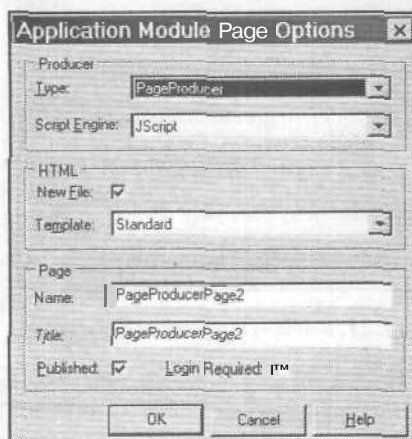 Application Module Page Options
Producer
Type: PageProducer
Script Engine: JScript
HTML
New File:
Template: Standard
Page
Name: PageProducerPage2
Title: PageProducerPage2
Published: Login Required: I™
OK Cancel Help